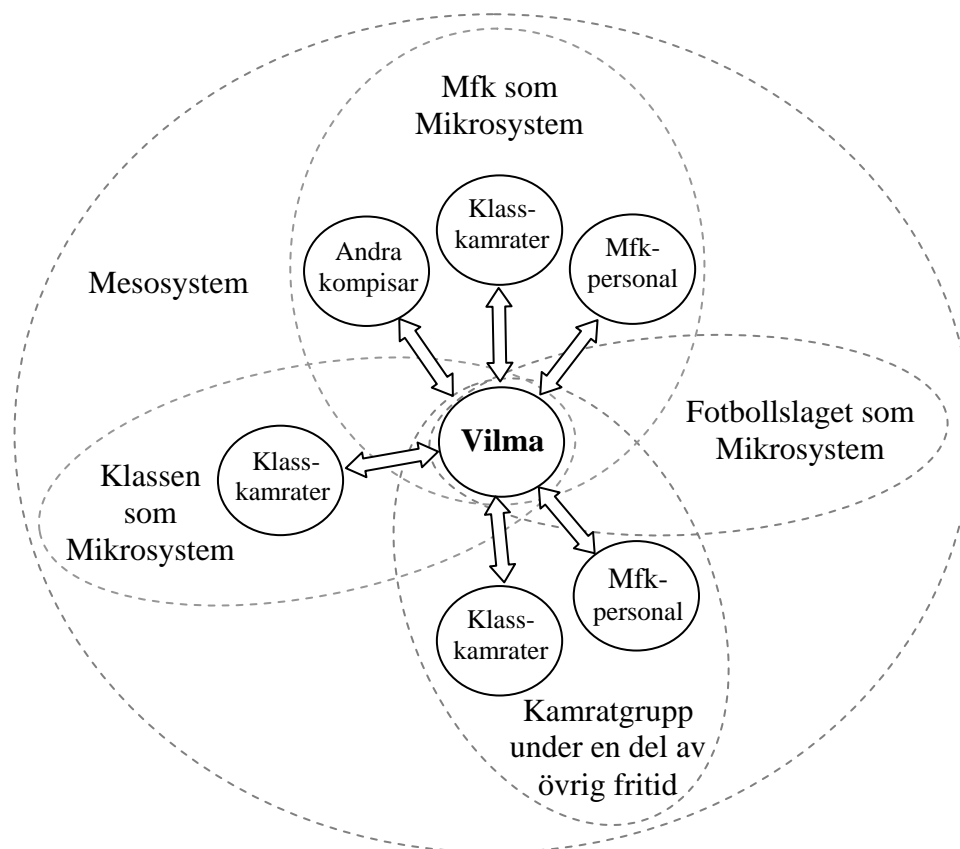 Mfk som
Mikrosystem
Klass-
kamrater
Andra
kompisar
Mfk-
personal
Mesosystem
Fotbollslaget som
Mikrosystem
Vilma
Klass-
kamrater
Klassen
som
Mikrosystem
Mfk-
personal
Klass-
kamrater
Kamratgrupp
under en del av
övrig fritid